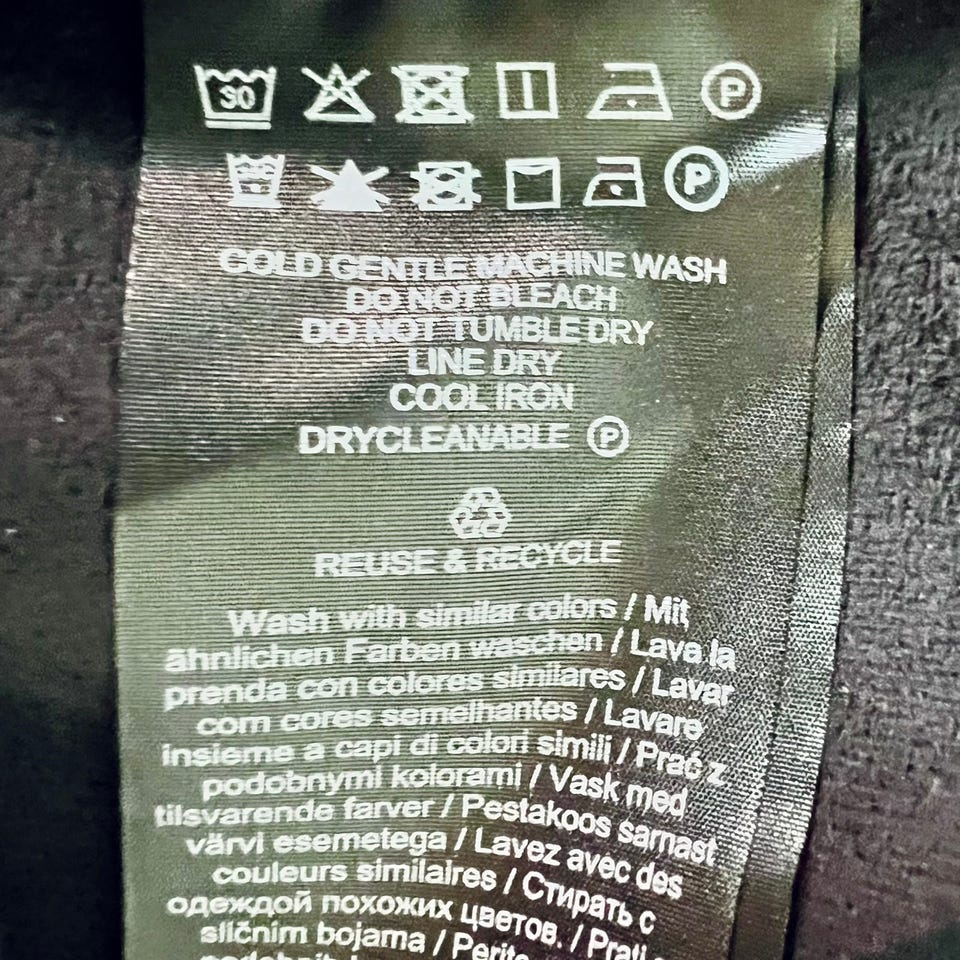 30 P
P
COLD GENTLE MACHINE WASH
DO NOT BLEACH
DO NOT TUMBLE DRY
LINE DRY
COOL IRON
DRYCLEANABLE P
REUSE & RECYCLE
Wash with similar colors / Mit
ähnlichen Farben waschen / Lava la
prenda con colores similares / Lavar
com cores semelhantes / Lavare
insieme a capi di colori simili / Prać z
podobnymi kolorami / Vask med
tilsvarende farver / Pestakoos sarnast
värvi esemetega / Lavez avec des
couleurs similaires / Стирать с
одеждой похожих цветов. / Prati
sličnim bojama / Perite